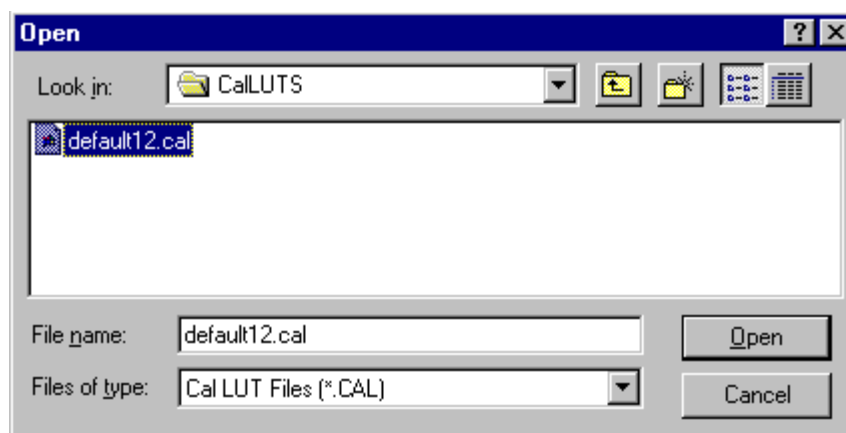 Open
Look in: CalLUTS
default12.cal
File name: default12.cal Open
Files of type: Cal LUT Files (*.CAL) Cancel